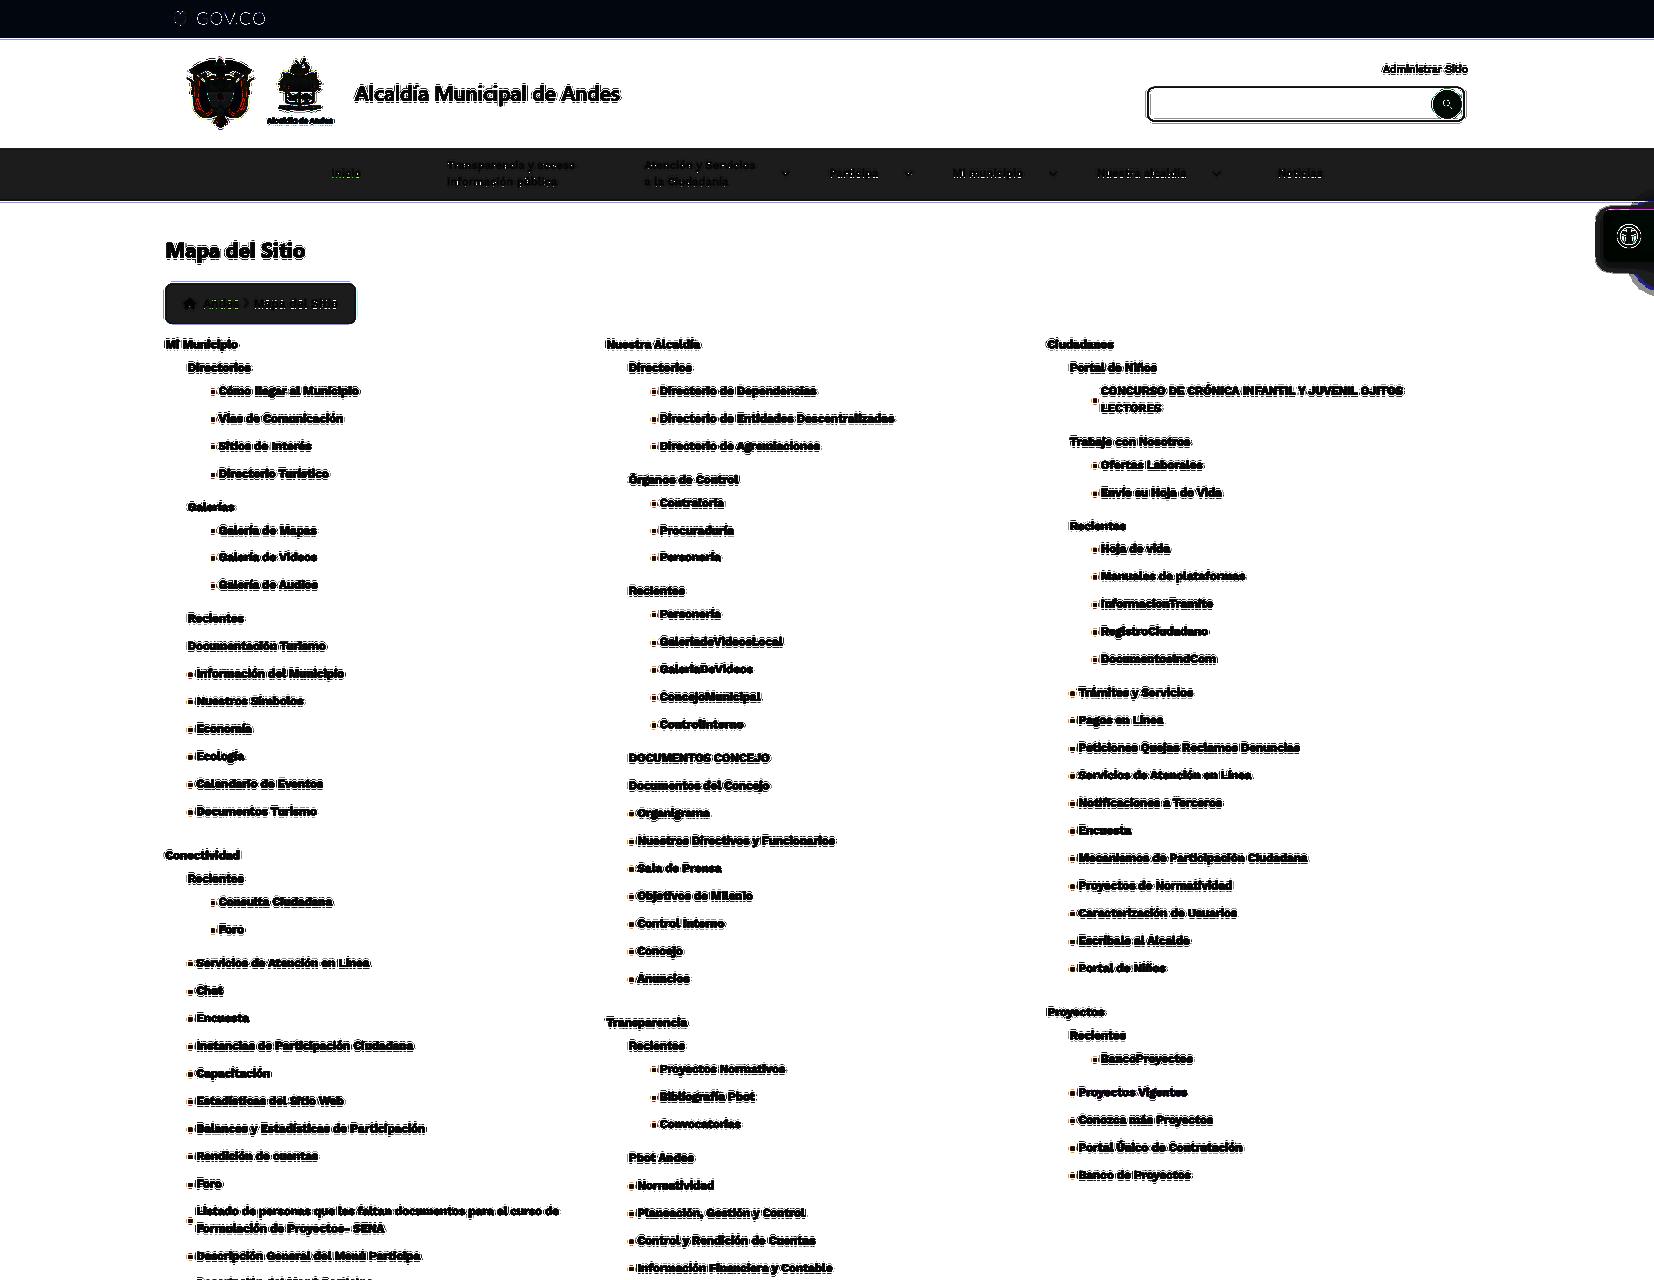 GOV.CO
Alcaldía de Andes
Alcaldía Municipal de Andes
Administrar Sitio
Inicio
Transparencia y acceso
información pública
Atención y Servicios
a la Ciudadanía
Participa
Mi municipio
Nuestra alcaldía
Noticias
Mapa del Sitio
Andes > Mapa del Sitio
Mi Municipio
Directorios
Cómo llegar al Municipio
Vías de Comunicación
Sitios de Interés
Directorio Turístico
Galerías
Galería de Mapas
Galería de Videos
Galería de Audios
Recientes
Documentación Turismo
Información del Municipio
Nuestros Símbolos
Economía
Ecología
Calendario de Eventos
Documentos Turismo
Conectividad
Recientes
Consulta Ciudadana
Foro
Servicios de Atención en Línea
Chat
Encuesta
Instancias de Participación Ciudadana
Capacitación
Estadísticas del Sitio Web
Balances y Estadísticas de Participación
Rendición de cuentas
Foro
Listado de personas que les faltan documentos para el curso de
Formulación de Proyectos- SENA
Descripción General del Menú Participa
Nuestra Alcaldía
Directorios
Directorio de Dependencias
Directorio de Entidades Descentralizadas
Directorio de Agremiaciones
Órganos de Control
Contraloría
Procuraduría
Personería
Recientes
Personería
GaleriadeVideosLocal
GaleriaDeVideos
ConcejoMunicipal
ControlInterno
DOCUMENTOS CONCEJO
Documentos del Concejo
Organigrama
Nuestros Directivos y Funcionarios
Sala de Prensa
Objetivos de Milenio
Control Interno
Concejo
Anuncios
Transparencia
Recientes
Proyectos Normativos
Bibliografía Pbot
Convocatorias
Pbot Andes
Normatividad
Planeación, Gestión y Control
Control y Rendición de Cuentas
Información Financiera y Contable
Ciudadanos
Portal de Niños
CONCURSO DE CRÓNICA INFANTIL Y JUVENIL OJITOS
LECTORES
Trabaje con Nosotros
Ofertas Laborales
Envíe su Hoja de Vida
Recientes
Hoja de vida
Manuales de plataformas
InformacionTramite
RegistroCiudadano
DocumentosIndCom
Trámites y Servicios
Pagos en Línea
Peticiones Quejas Reclamos Denuncias
Servicios de Atención en Línea
Notificaciones a Terceros
Encuesta
Mecanismos de Participación Ciudadana
Proyectos de Normatividad
Caracterización de Usuarios
Escríbale al Alcalde
Portal de Niños
Proyectos
Recientes
BancoProyectos
Proyectos Vigentes
Conozca más Proyectos
Portal Único de Contratación
Banco de Proyectos